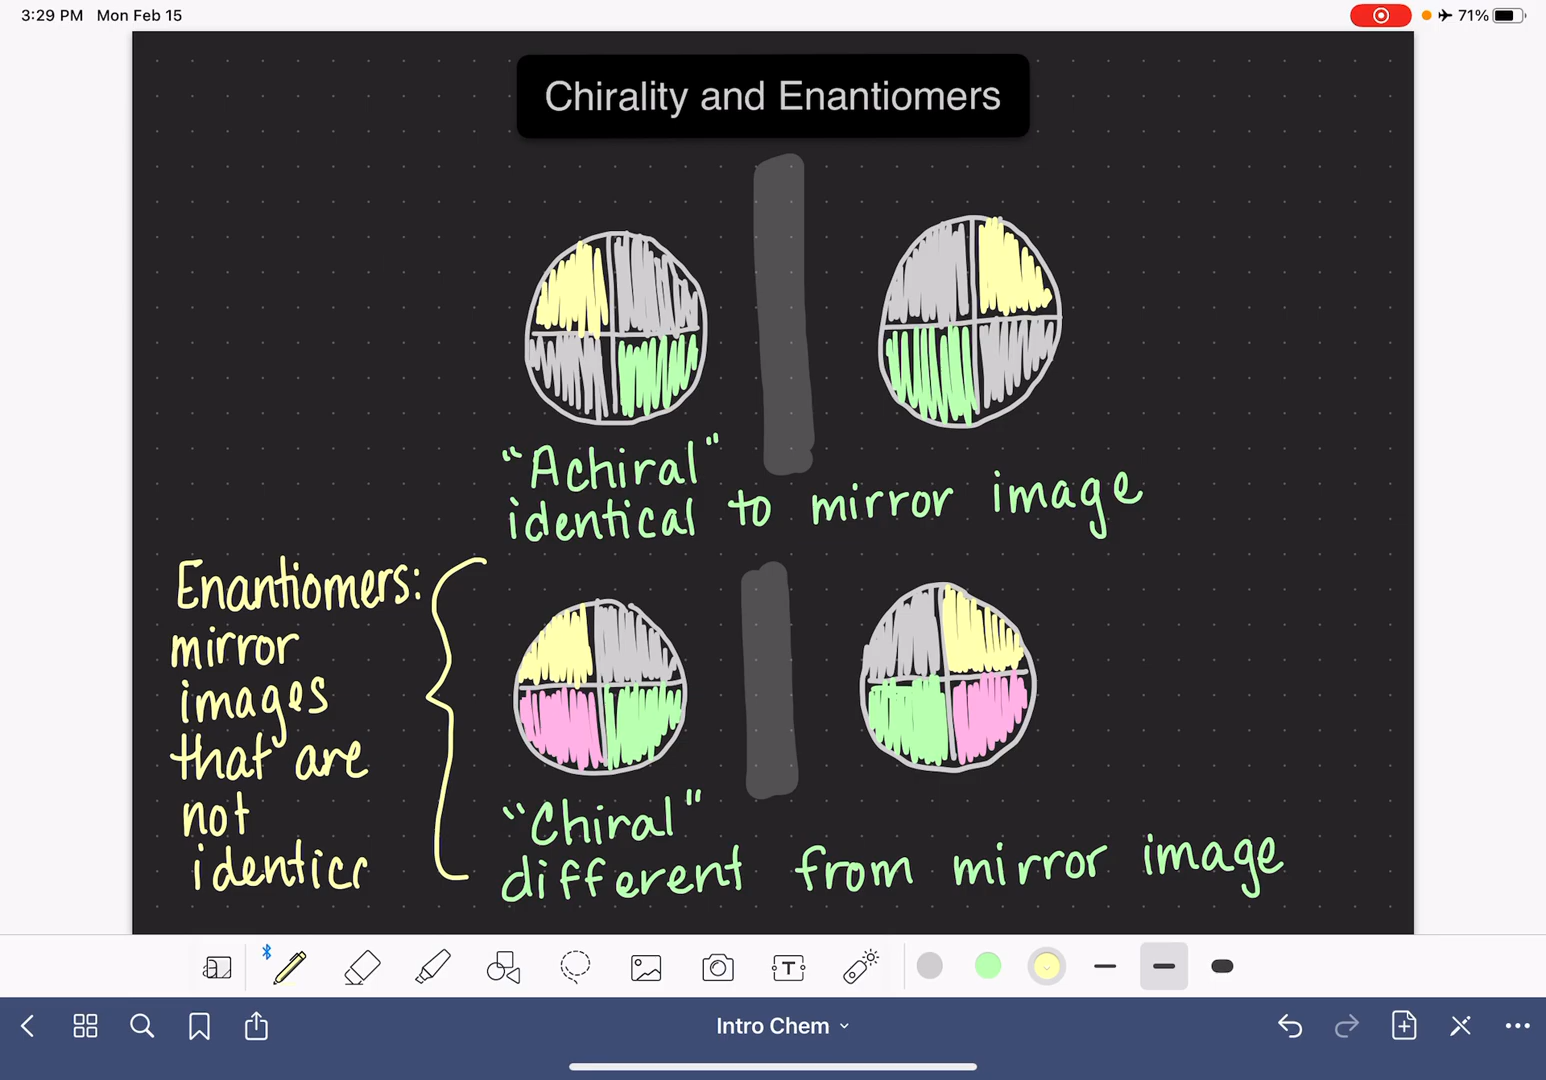 3:29 PM Mon Feb 15
71%
Chirality and Enantiomers
"Achiral"
identical to mirror image
Enantiomers:
mirror
images
that are
not
identic
"Chiral"
different from mirror image
Intro Chem